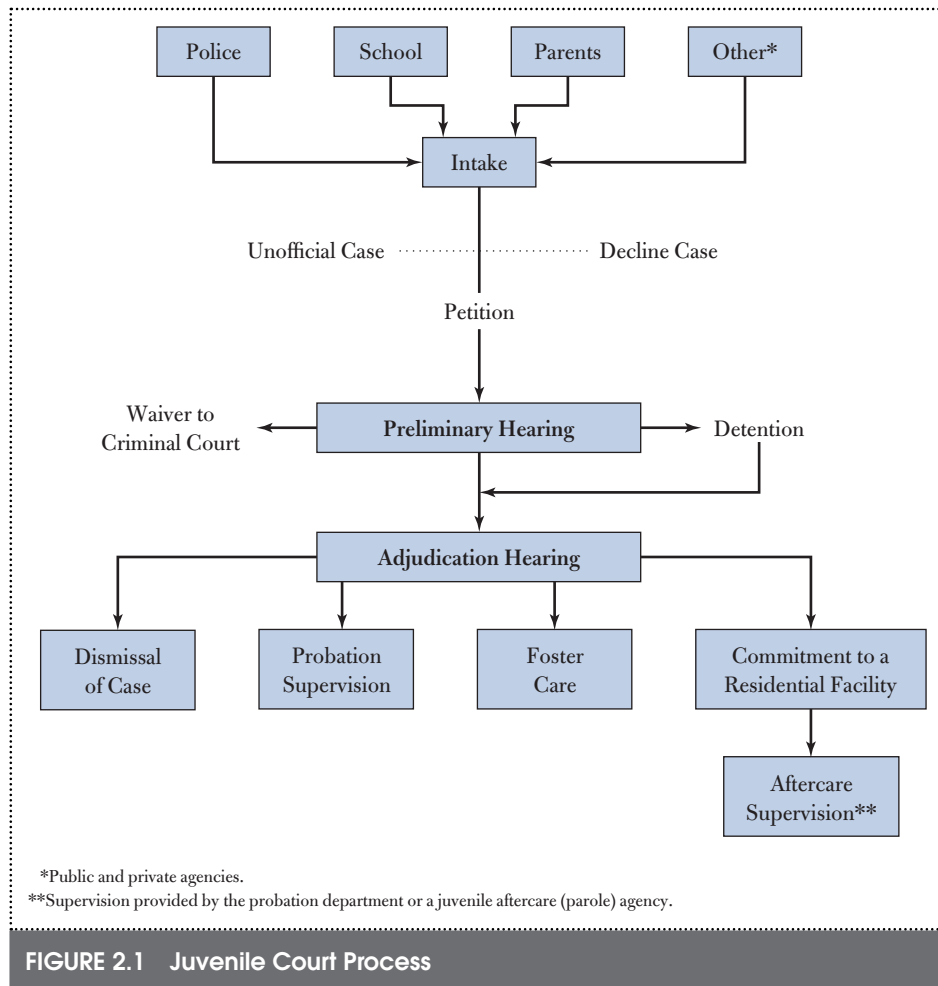 Police
School
Parents
Other*
Intake
Unofficial Case
Decline Case
Petition
Waiver to
Criminal Court
Preliminary Hearing
Detention
Adjudication Hearing
Dismissal
of Case
Probation
Supervision
Foster
Care
Commitment to a
Residential Facility
Aftercare
Supervision**
*Public and private agencies.
**Supervision provided by the probation department or a juvenile aftercare (parole) agency.
FIGURE 2.1 Juvenile Court Process